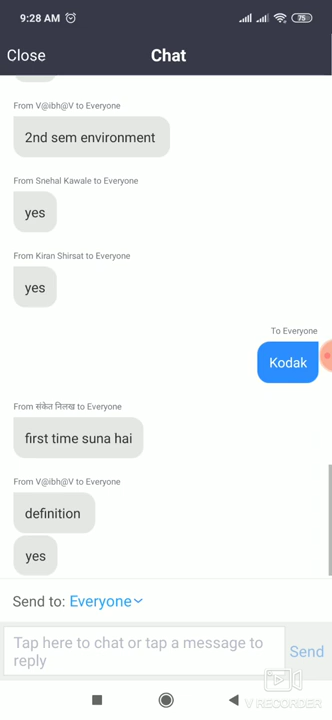 9:28 AM
75
Close
Chat
From V@ibh@V to Everyone
2nd sem environment
From Snehal Kawale to Everyone
yes
From Kiran Shirsat to Everyone
yes
To Everyone
Kodak
From संकेत निलख to Everyone
first time suna hai
From V@ibh@V to Everyone
definition
yes
Send to: Everyone
Tap here to chat or tap a message to
reply
Send
V RECORDER